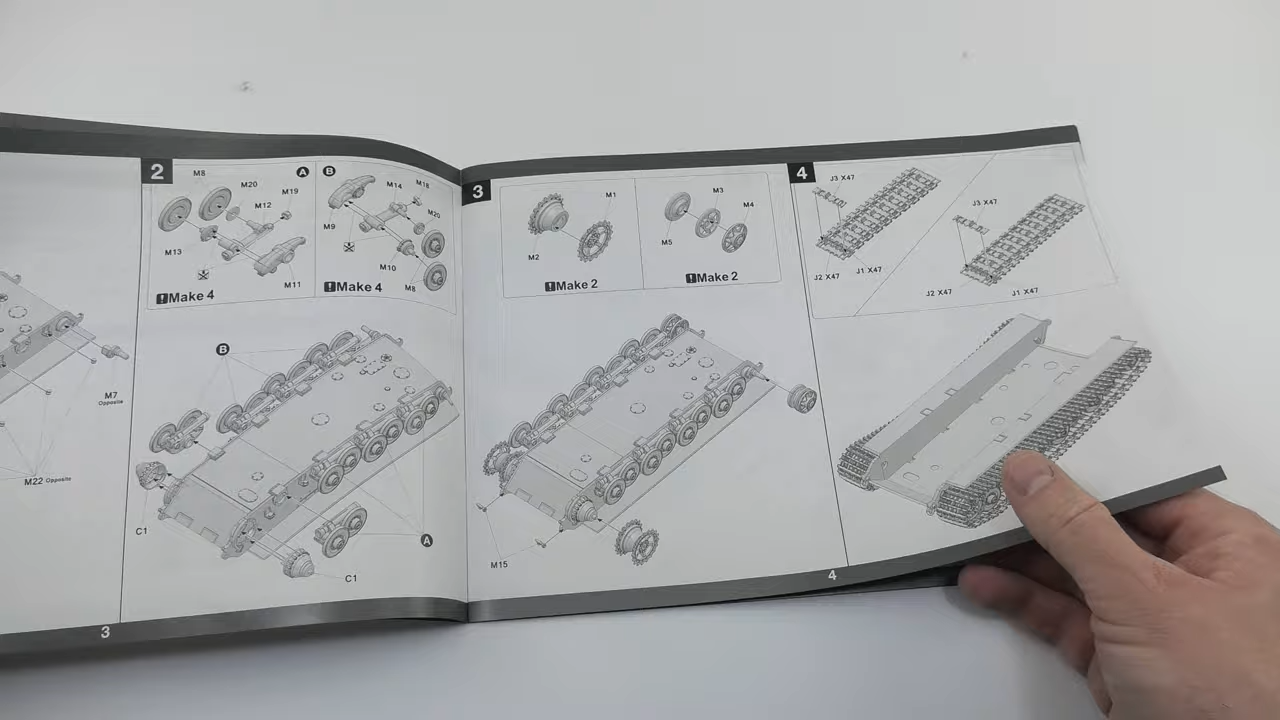 M7
Opposite
M22 Opposite
3
2
M8
M20
M19
M12
M13
M11
A
!Make 4
B
M14
M18
M9
M20
M10
M8
!Make 4
B
C1
C1
A
3
M1
M2
!Make 2
M3
M5
M4
!Make 2
M15
4
J3 X47
J2 X47
J1 X47
J3 X47
J2 X47
J1 X47
4